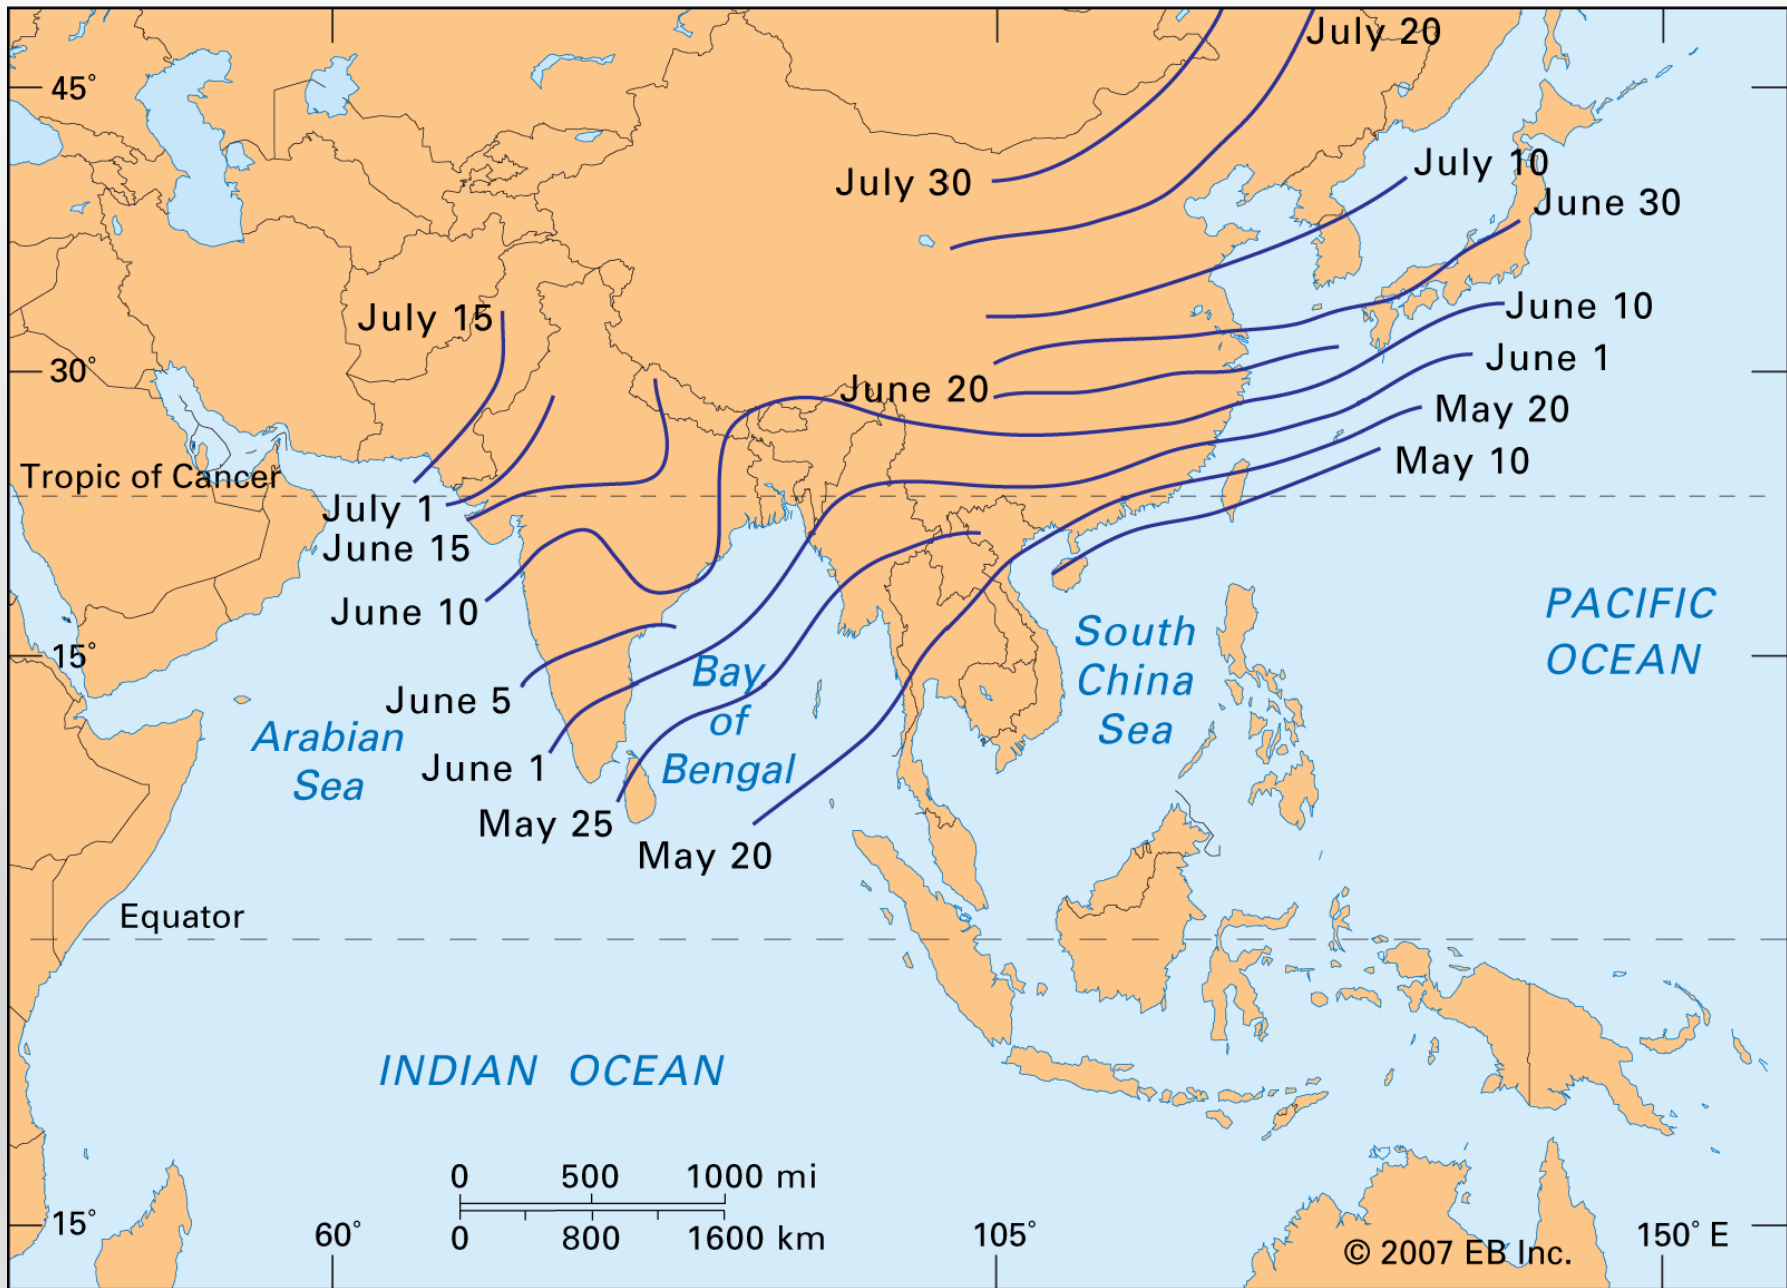 July 20
45°
July 10
July 30
June 30
July 15
June 10
30°
June 1
June 20
May 20
May 10
Tropic of Cancer
July 1
June 15
June 10
PACIFIC
OCEAN
South
China
Sea
15°
Bay
of
Bengal
June 5
Arabian
Sea
June 1
May 25
May 20
Equator
INDIAN OCEAN
0 500 1000 mi
0 800 1600 km
15°
60°
105°
150° E
© 2007 EB Inc.